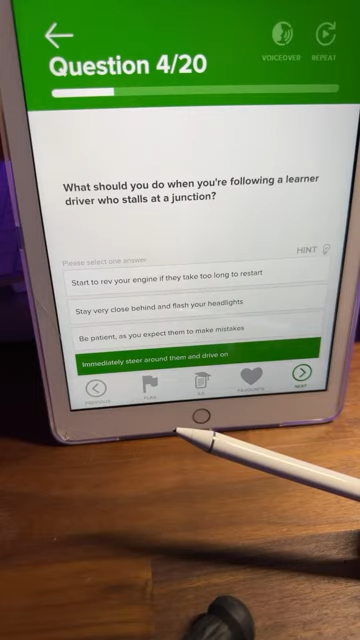 Question 4/20
VOICEOVER
REPEAT
What should you do when you're following a learner
driver who stalls at a junction?
HINT
Please select one answer
Start to rev your engine if they take too long to restart
Stay very close behind and flash your headlights
Be patient, as you expect them to make mistakes
Immediately steer around them and drive on
PREVIOUS
FLAG
FAVOURITE
NEXT